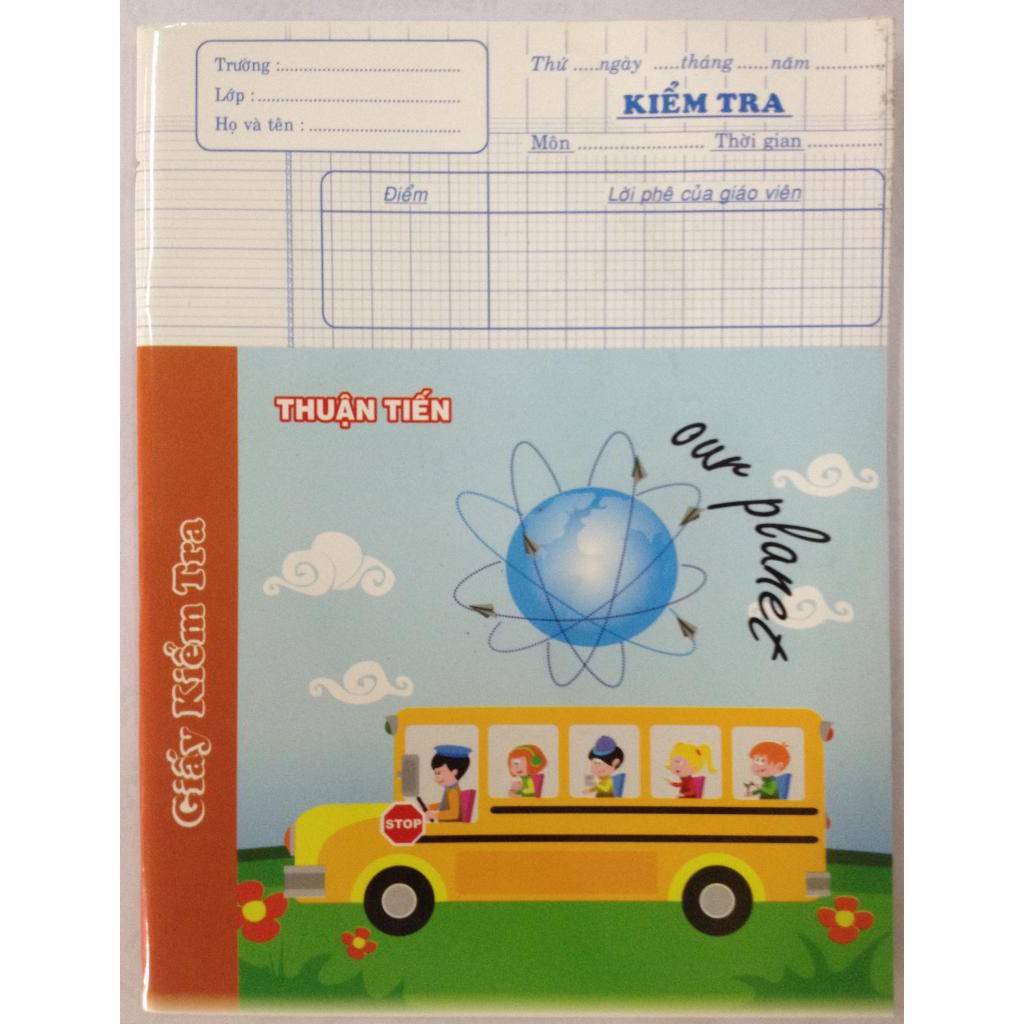 Trường :...............................................
Lớp :.....................................................
Họ và tên : .......................................
Thứ .....ngày .....tháng ......năm ..............
KIỂM TRA
Môn .......................... Thời gian ................
Điểm Lời phê của giáo viên
THUẬN TIẾN
our planet
Giấy Kiểm Tra
STOP